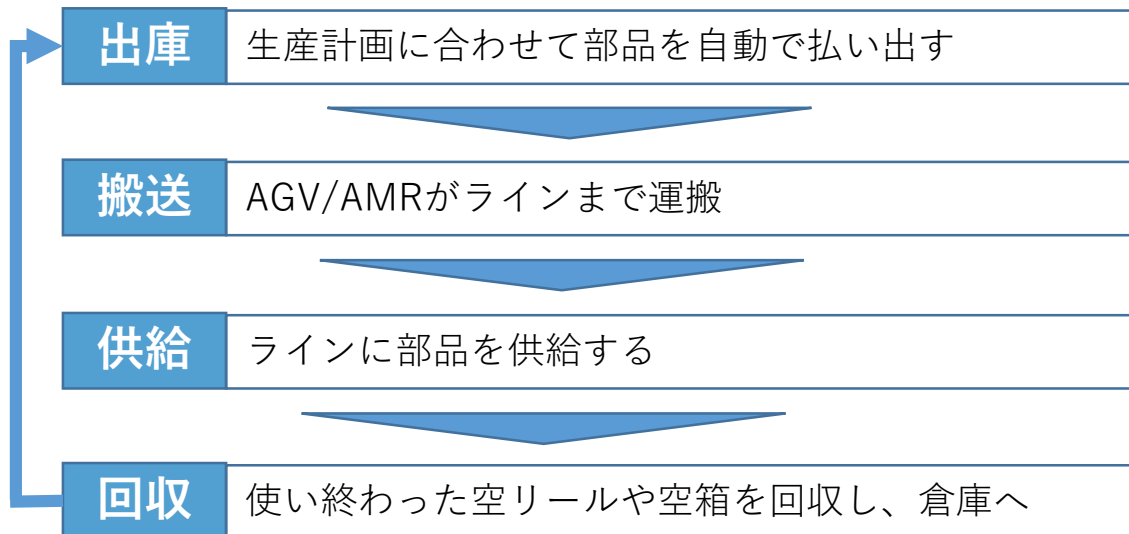 出庫 生産計画に合わせて部品を自動で払い出す
搬送 AGV/AMRがラインまで運搬
供給 ラインに部品を供給する
回収 使い終わった空リールや空箱を回収し、倉庫へ